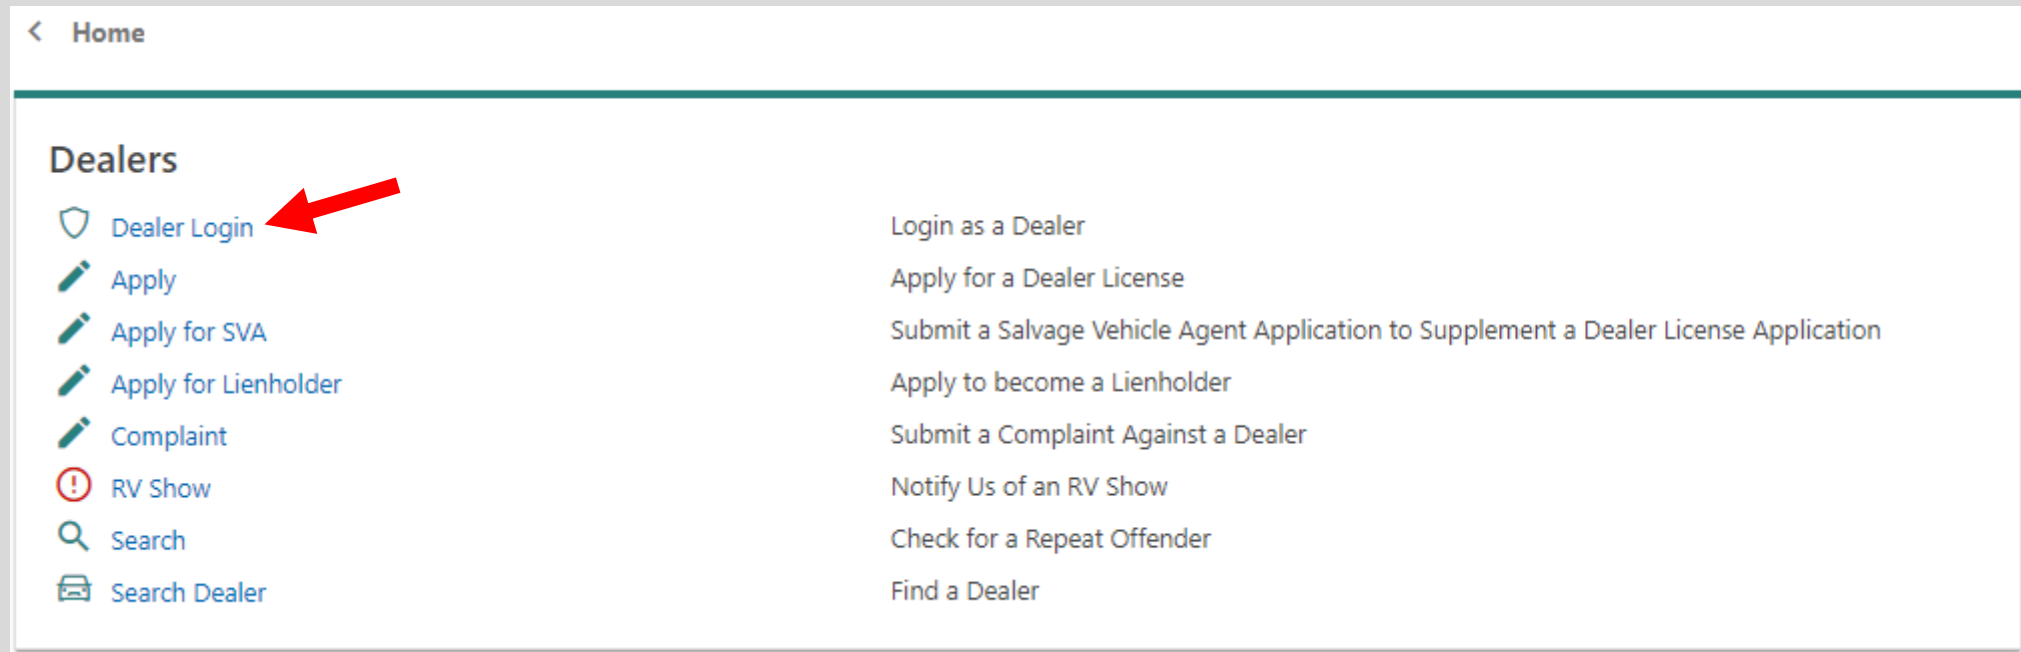 Home
Dealers
Dealer Login Login as a Dealer
Apply Apply for a Dealer License
Apply for SVA Submit a Salvage Vehicle Agent Application to Supplement a Dealer License Application
Apply for Lienholder Apply to become a Lienholder
Complaint Submit a Complaint Against a Dealer
RV Show Notify Us of an RV Show
Search Check for a Repeat Offender
Search Dealer Find a Dealer